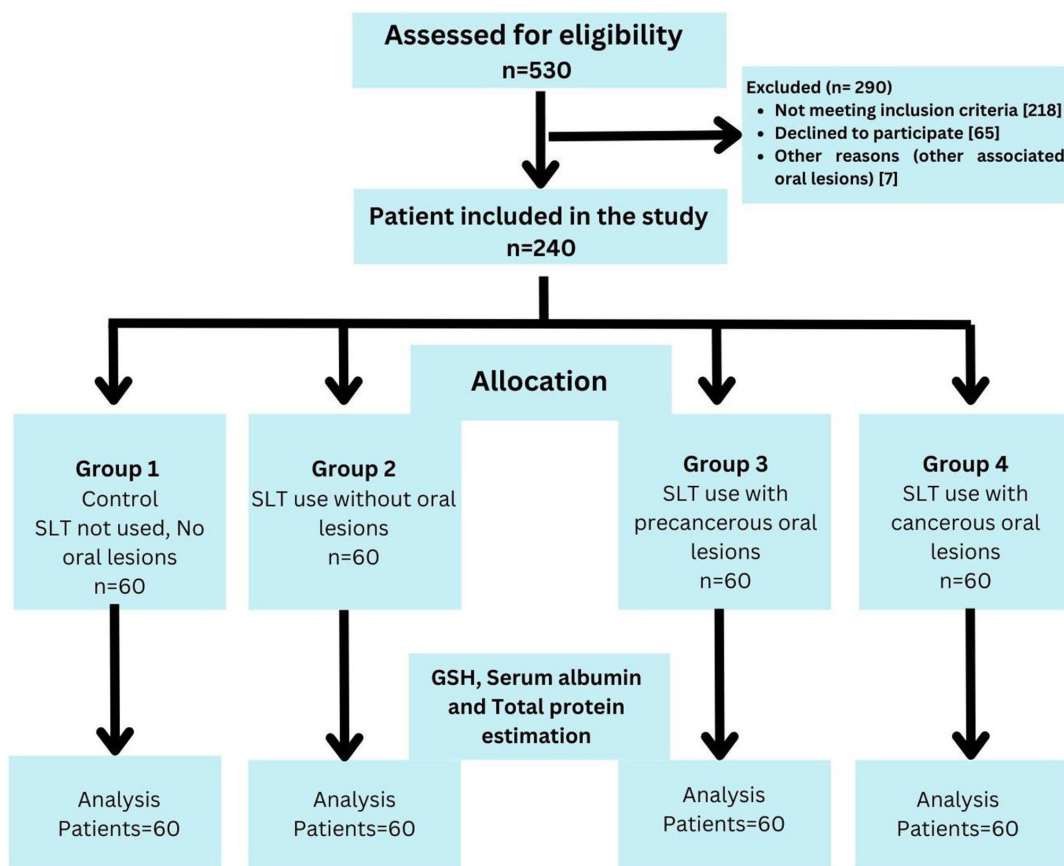 Assessed for eligibility
n=530
Excluded (n= 290)
• Not meeting inclusion criteria [218]
• Declined to participate [65]
• Other reasons (other associated
oral lesions) [7]
Patient included in the study
n=240
Allocation
Group 1
Control
SLT not used, No
oral lesions
n=60
Group 2
SLT use without oral
lesions
n=60
Group 3
SLT use with
precancerous oral
lesions
n=60
Group 4
SLT use with
cancerous oral
lesions
n=60
GSH, Serum albumin
and Total protein
estimation
Analysis
Patients=60
Analysis
Patients=60
Analysis
Patients=60
Analysis
Patients=60